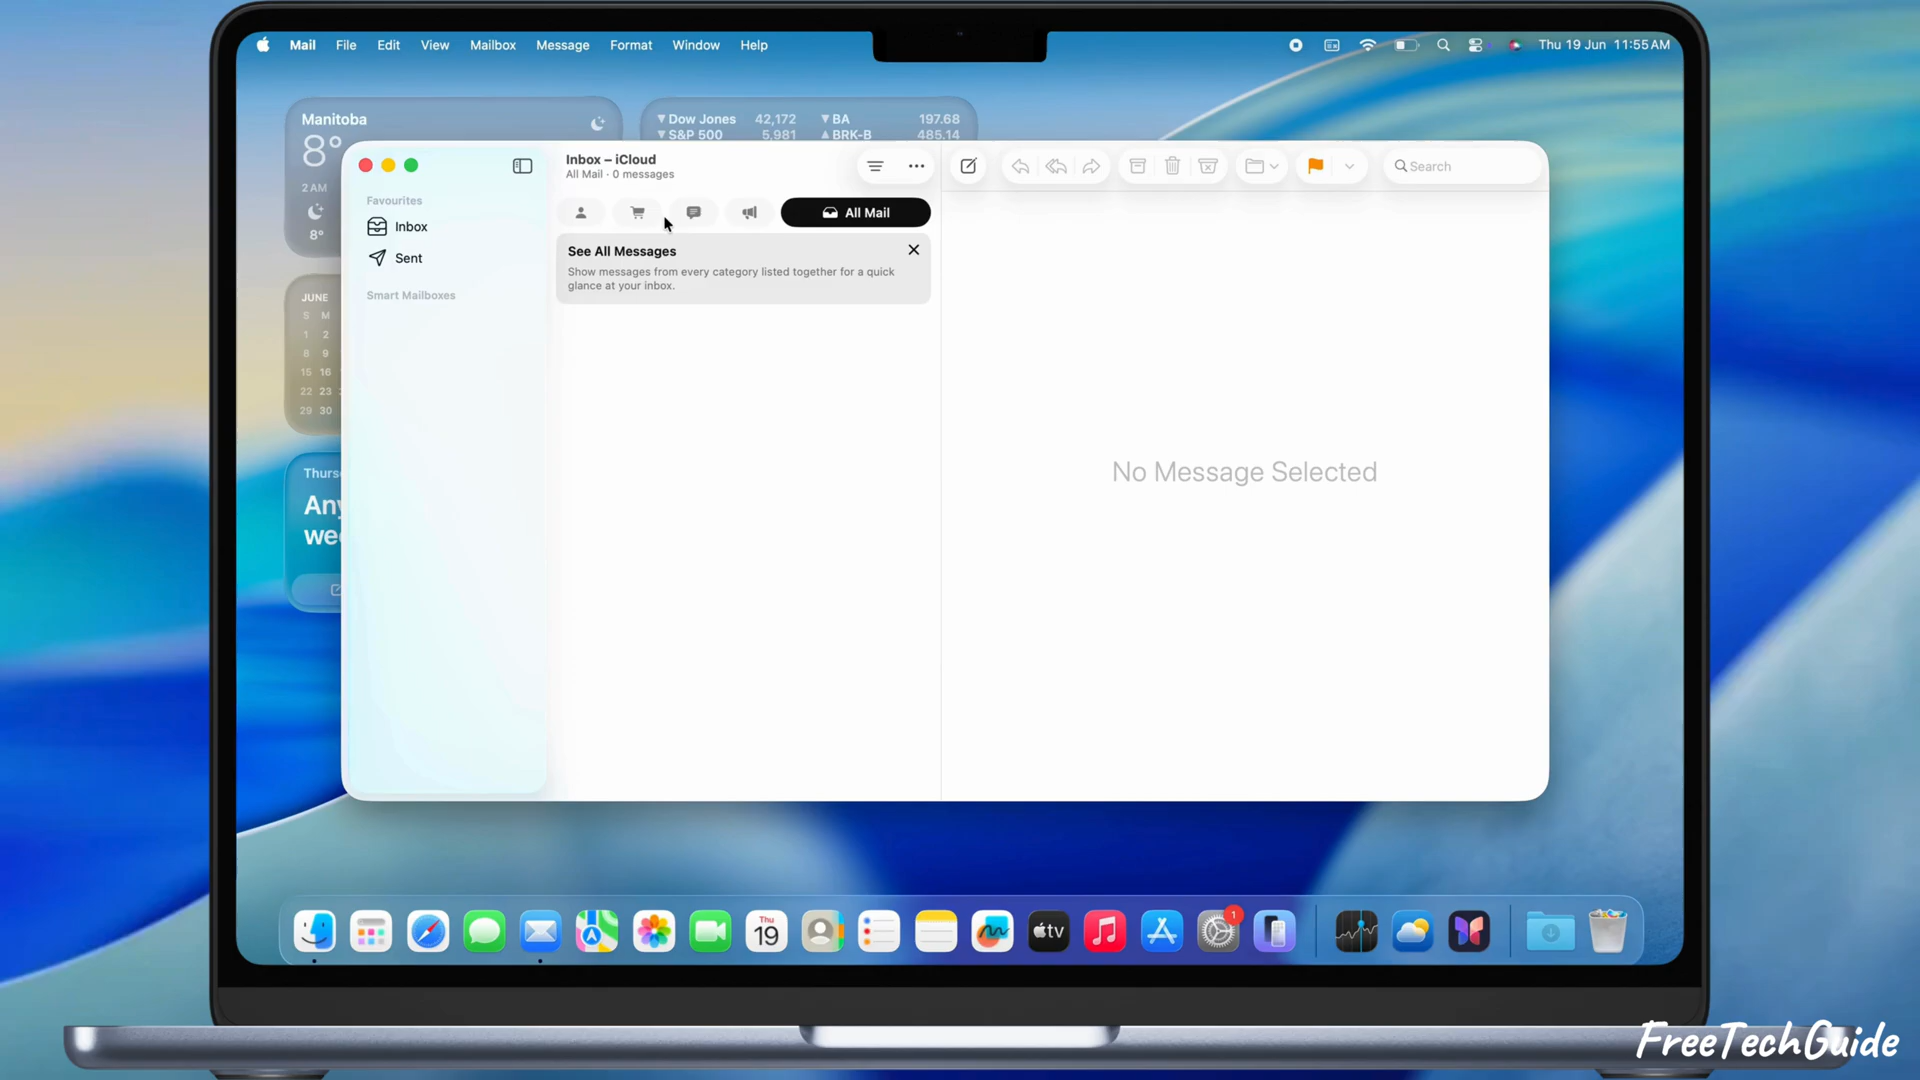 Mail File Edit View Mailbox Message Format Window Help
Thu 19 Jun 11:55 AM
Manitoba
8°
2 AM
8°
Dow Jones 42,172 BA 197.68
S&P 500 5,981 BRK-B 485.14
JUNE
S M
1 2
8 9
15 16
22 23
29 30
Inbox – iCloud
All Mail · 0 messages
Search
Favourites
Inbox
Sent
Smart Mailboxes
All Mail
See All Messages
Show messages from every category listed together for a quick
glance at your inbox.
No Message Selected
Thu
19
tv
1
FreeTechGuide